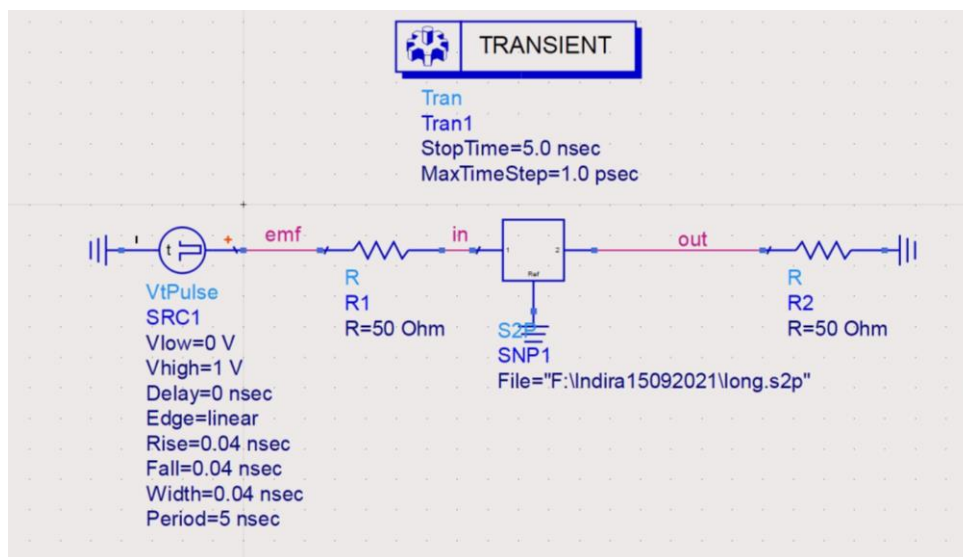 TRANSIENT
Tran
Tran1
StopTime=5.0 nsec
MaxTimeStep=1.0 psec
emf
in
out
t
1
2
Ref
VtPulse
SRC1
Vlow=0 V
Vhigh=1 V
Delay=0 nsec
Edge=linear
Rise=0.04 nsec
Fall=0.04 nsec
Width=0.04 nsec
Period=5 nsec
R
R1
R=50 Ohm
S2P
SNP1
File="F:\Indira15092021\long.s2p"
R
R2
R=50 Ohm